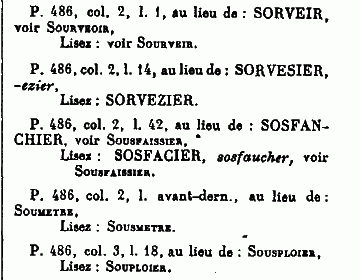 P. 486, col. 2, l. 1, au lieu de : SORVEIR,
voir SOURVEOIR,
Lisez : voir SOURVEIR.
P. 486, col. 2, l. 14, au lieu de : SORVESIER,
-ezier,
Lisez : SORVEZIER.
P. 486, col. 2, l. 42, au lieu de : SOSFAN-
CHIER, voir SOUSFAISSIER,
Lisez : SOSFACIER, sosfaucher, voir
SOUSFAISSIER.
P. 486, col. 2, l. avant-dern., au lieu de :
SOUMETRE,
Lisez : SOUSMETRE.
P. 486, col. 3, l. 18, au lieu de : SOUSPLOIER,
Lisez : SOUPLOIER.